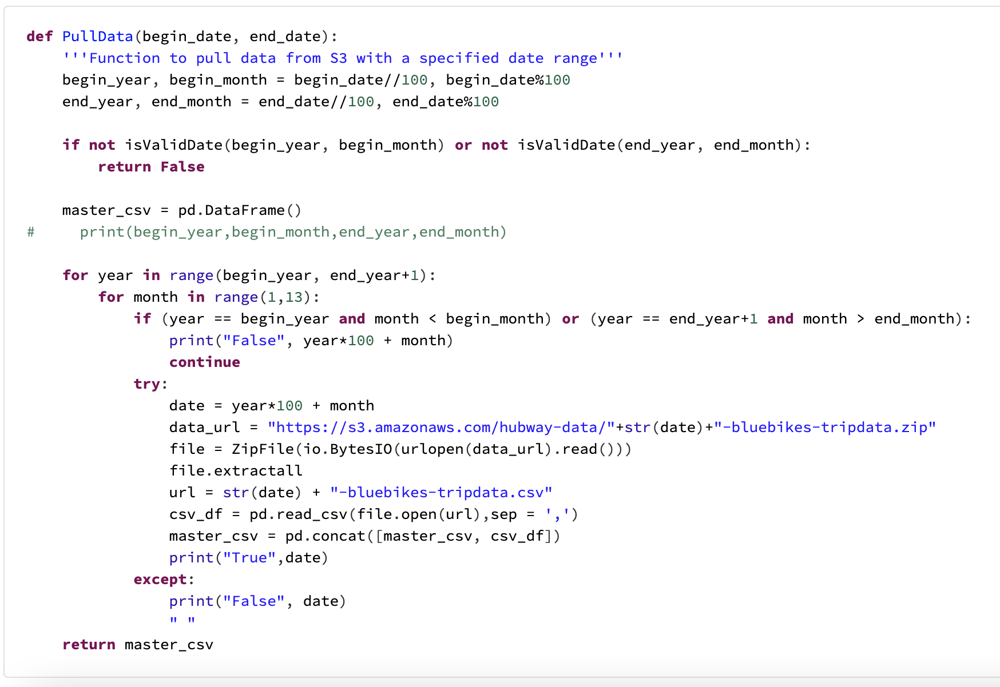 def PullData(begin_date, end_date):
    '''Function to pull data from S3 with a specified date range'''
    begin_year, begin_month = begin_date//100, begin_date%100
    end_year, end_month = end_date//100, end_date%100

    if not isValidDate(begin_year, begin_month) or not isValidDate(end_year, end_month):
        return False

    master_csv = pd.DataFrame()
#     print(begin_year,begin_month,end_year,end_month)

    for year in range(begin_year, end_year+1):
        for month in range(1,13):
            if (year == begin_year and month < begin_month) or (year == end_year+1 and month > end_month):
                print("False", year*100 + month)
                continue
            try:
                date = year*100 + month
                data_url = "https://s3.amazonaws.com/hubway-data/"+str(date)+"-bluebikes-tripdata.zip"
                file = ZipFile(io.BytesIO(urlopen(data_url).read()))
                file.extractall
                url = str(date) + "-bluebikes-tripdata.csv"
                csv_df = pd.read_csv(file.open(url),sep = ',')
                master_csv = pd.concat([master_csv, csv_df])
                print("True",date)
            except:
                print("False", date)
                " "
    return master_csv